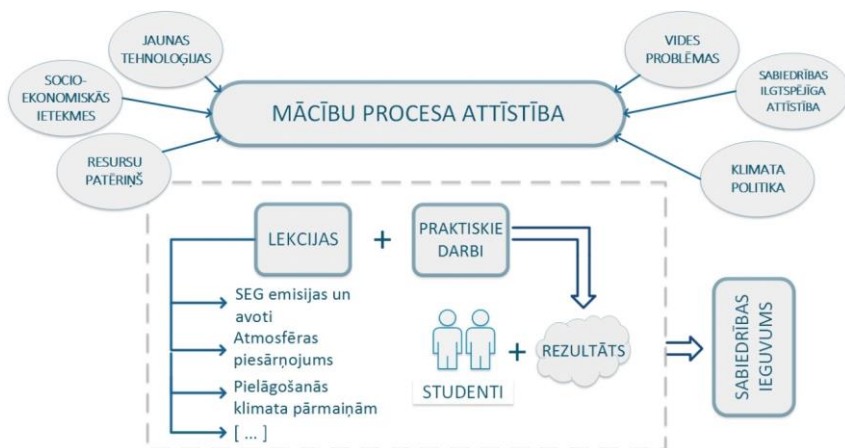 JAUNAS
TEHNOLOĢIJAS
SOCIO-
EKONOMISKĀS
IETEKMES
RESURSU
PATĒRIŅŠ
MĀCĪBU PROCESA ATTĪSTĪBA
VIDES
PROBLĒMAS
SABIEDRĪBAS
ILGTSPĒJĪGA
ATTĪSTĪBA
KLIMATA
POLITIKA
LEKCIJAS
+
PRAKTISKIE
DARBI
SEG emisijas un
avoti
Atmosfēras
piesārņojums
Pielāgošanās
klimata pārmaiņām
[ ... ]
STUDENTI
+
REZULTĀTS
SABIEDRĪBAS
IEGUVUMS